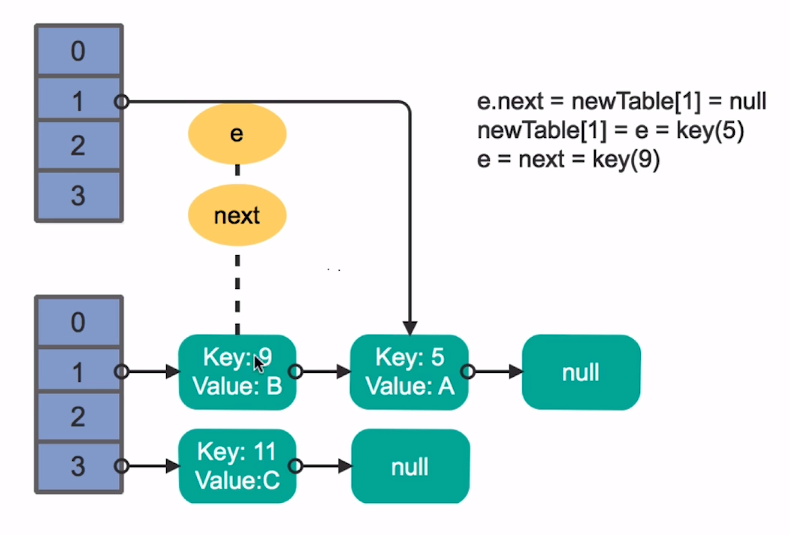 0
1
2
3
e
next
e.next = newTable[1] = null
newTable[1] = e = key(5)
e = next = key(9)
0
1
2
3
Key: 9
Value: B
Key: 5
Value: A
null
Key: 11
Value:C
null